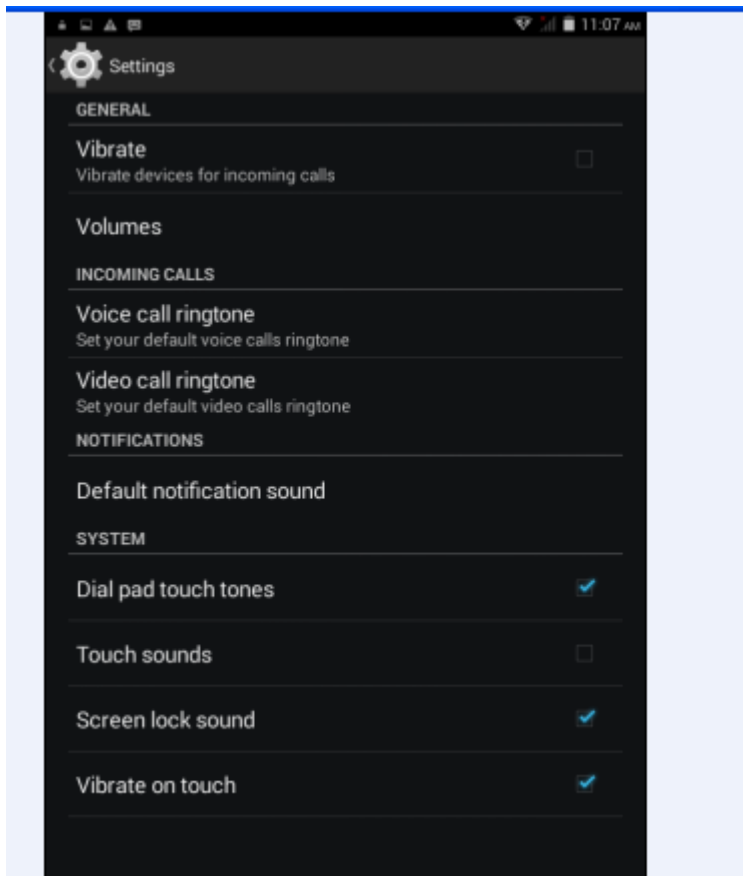 11:07 AM
Settings
GENERAL
Vibrate
Vibrate devices for incoming calls
Volumes
INCOMING CALLS
Voice call ringtone
Set your default voice calls ringtone
Video call ringtone
Set your default video calls ringtone
NOTIFICATIONS
Default notification sound
SYSTEM
Dial pad touch tones
Touch sounds
Screen lock sound
Vibrate on touch